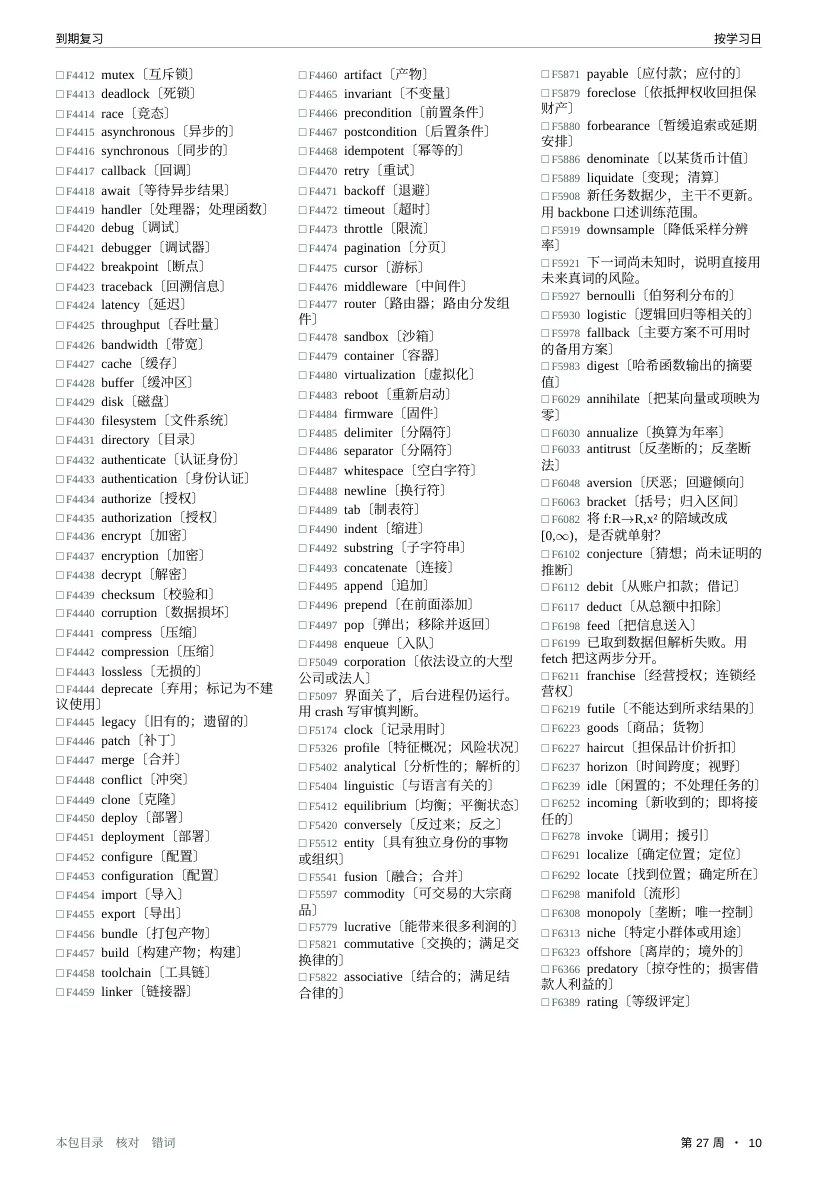 到期复习
按学习日
□ F4412 mutex〔互斥锁〕
□ F4413 deadlock〔死锁〕
□ F4414 race〔竞态〕
□ F4415 asynchronous〔异步的〕
□ F4416 synchronous〔同步的〕
□ F4417 callback〔回调〕
□ F4418 await〔等待异步结果〕
□ F4419 handler〔处理器；处理函数〕
□ F4420 debug〔调试〕
□ F4421 debugger〔调试器〕
□ F4422 breakpoint〔断点〕
□ F4423 traceback〔回溯信息〕
□ F4424 latency〔延迟〕
□ F4425 throughput〔吞吐量〕
□ F4426 bandwidth〔带宽〕
□ F4427 cache〔缓存〕
□ F4428 buffer〔缓冲区〕
□ F4429 disk〔磁盘〕
□ F4430 filesystem〔文件系统〕
□ F4431 directory〔目录〕
□ F4432 authenticate〔认证身份〕
□ F4433 authentication〔身份认证〕
□ F4434 authorize〔授权〕
□ F4435 authorization〔授权〕
□ F4436 encrypt〔加密〕
□ F4437 encryption〔加密〕
□ F4438 decrypt〔解密〕
□ F4439 checksum〔校验和〕
□ F4440 corruption〔数据损坏〕
□ F4441 compress〔压缩〕
□ F4442 compression〔压缩〕
□ F4443 lossless〔无损的〕
□ F4444 deprecate〔弃用；标记为不建
议使用〕
□ F4445 legacy〔旧有的；遗留的〕
□ F4446 patch〔补丁〕
□ F4447 merge〔合并〕
□ F4448 conflict〔冲突〕
□ F4449 clone〔克隆〕
□ F4450 deploy〔部署〕
□ F4451 deployment〔部署〕
□ F4452 configure〔配置〕
□ F4453 configuration〔配置〕
□ F4454 import〔导入〕
□ F4455 export〔导出〕
□ F4456 bundle〔打包产物〕
□ F4457 build〔构建产物；构建〕
□ F4458 toolchain〔工具链〕
□ F4459 linker〔链接器〕
□ F4460 artifact〔产物〕
□ F4465 invariant〔不变量〕
□ F4466 precondition〔前置条件〕
□ F4467 postcondition〔后置条件〕
□ F4468 idempotent〔幂等的〕
□ F4470 retry〔重试〕
□ F4471 backoff〔退避〕
□ F4472 timeout〔超时〕
□ F4473 throttle〔限流〕
□ F4474 pagination〔分页〕
□ F4475 cursor〔游标〕
□ F4476 middleware〔中间件〕
□ F4477 router〔路由器；路由分发组
件〕
□ F4478 sandbox〔沙箱〕
□ F4479 container〔容器〕
□ F4480 virtualization〔虚拟化〕
□ F4483 reboot〔重新启动〕
□ F4484 firmware〔固件〕
□ F4485 delimiter〔分隔符〕
□ F4486 separator〔分隔符〕
□ F4487 whitespace〔空白字符〕
□ F4488 newline〔换行符〕
□ F4489 tab〔制表符〕
□ F4490 indent〔缩进〕
□ F4492 substring〔子字符串〕
□ F4493 concatenate〔连接〕
□ F4495 append〔追加〕
□ F4496 prepend〔在前面添加〕
□ F4497 pop〔弹出；移除并返回〕
□ F4498 enqueue〔入队〕
□ F5049 corporation〔依法设立的大型
公司或法人〕
□ F5097 界面关了，后台进程仍运行。
用 crash 写审慎判断。
□ F5174 clock〔记录用时〕
□ F5326 profile〔特征概况；风险状况〕
□ F5402 analytical〔分析性的；解析的〕
□ F5404 linguistic〔与语言有关的〕
□ F5412 equilibrium〔均衡；平衡状态〕
□ F5420 conversely〔反过来；反之〕
□ F5512 entity〔具有独立身份的事物
或组织〕
□ F5541 fusion〔融合；合并〕
□ F5597 commodity〔可交易的大宗商
品〕
□ F5779 lucrative〔能带来很多利润的〕
□ F5821 commutative〔交换的；满足交
换律的〕
□ F5822 associative〔结合的；满足结
合律的〕
□ F5871 payable〔应付款；应付的〕
□ F5879 foreclose〔依抵押权收回担保
财产〕
□ F5880 forbearance〔暂缓追索或延期
安排〕
□ F5886 denominate〔以某货币计值〕
□ F5889 liquidate〔变现；清算〕
□ F5908 新任务数据少，主干不更新。
用 backbone 口述训练范围。
□ F5919 downsample〔降低采样分辨
率〕
□ F5921 下一词尚未知时，说明直接用
未来真词的风险。
□ F5927 bernoulli〔伯努利分布的〕
□ F5930 logistic〔逻辑回归等相关的〕
□ F5978 fallback〔主要方案不可用时
的备用方案〕
□ F5983 digest〔哈希函数输出的摘要
值〕
□ F6029 annihilate〔把某向量或项映为
零〕
□ F6030 annualize〔换算为年率〕
□ F6033 antitrust〔反垄断的；反垄断
法〕
□ F6048 aversion〔厌恶；回避倾向〕
□ F6063 bracket〔括号；归入区间〕
□ F6082 将 f:R→R,x² 的陪域改成
[0,∞)，是否就单射？
□ F6102 conjecture〔猜想；尚未证明的
推断〕
□ F6112 debit〔从账户扣款；借记〕
□ F6117 deduct〔从总额中扣除〕
□ F6198 feed〔把信息送入〕
□ F6199 已取到数据但解析失败。用
fetch 把这两步分开。
□ F6211 franchise〔经营授权；连锁经
营权〕
□ F6219 futile〔不能达到所求结果的〕
□ F6223 goods〔商品；货物〕
□ F6227 haircut〔担保品计价折扣〕
□ F6237 horizon〔时间跨度；视野〕
□ F6239 idle〔闲置的；不处理任务的〕
□ F6252 incoming〔新收到的；即将接
任的〕
□ F6278 invoke〔调用；援引〕
□ F6291 localize〔确定位置；定位〕
□ F6292 locate〔找到位置；确定所在〕
□ F6298 manifold〔流形〕
□ F6308 monopoly〔垄断；唯一控制〕
□ F6313 niche〔特定小群体或用途〕
□ F6323 offshore〔离岸的；境外的〕
□ F6366 predatory〔掠夺性的；损害借
款人利益的〕
□ F6389 rating〔等级评定〕
本包目录 核对 错词
第 27 周 · 10